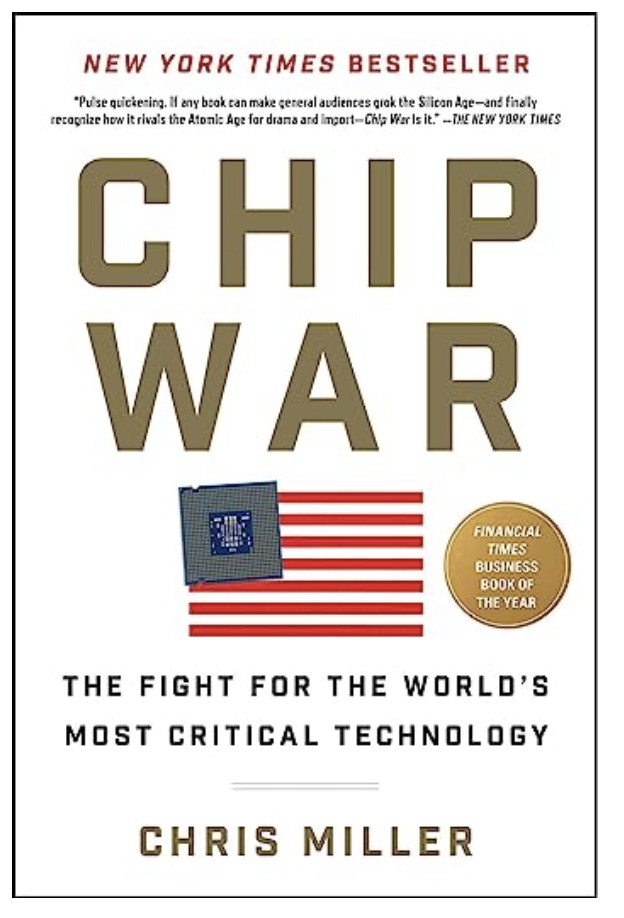 NEW YORK TIMES BESTSELLER
"Pulse quickening. If any book can make general audiences grok the Silicon Age—and finally
recognize how it rivals the Atomic Age for drama and import—Chip War is it." —THE NEW YORK TIMES
CHIP
WAR
FINANCIAL
TIMES
BUSINESS
BOOK OF
THE YEAR
THE FIGHT FOR THE WORLD'S
MOST CRITICAL TECHNOLOGY
CHRIS MILLER